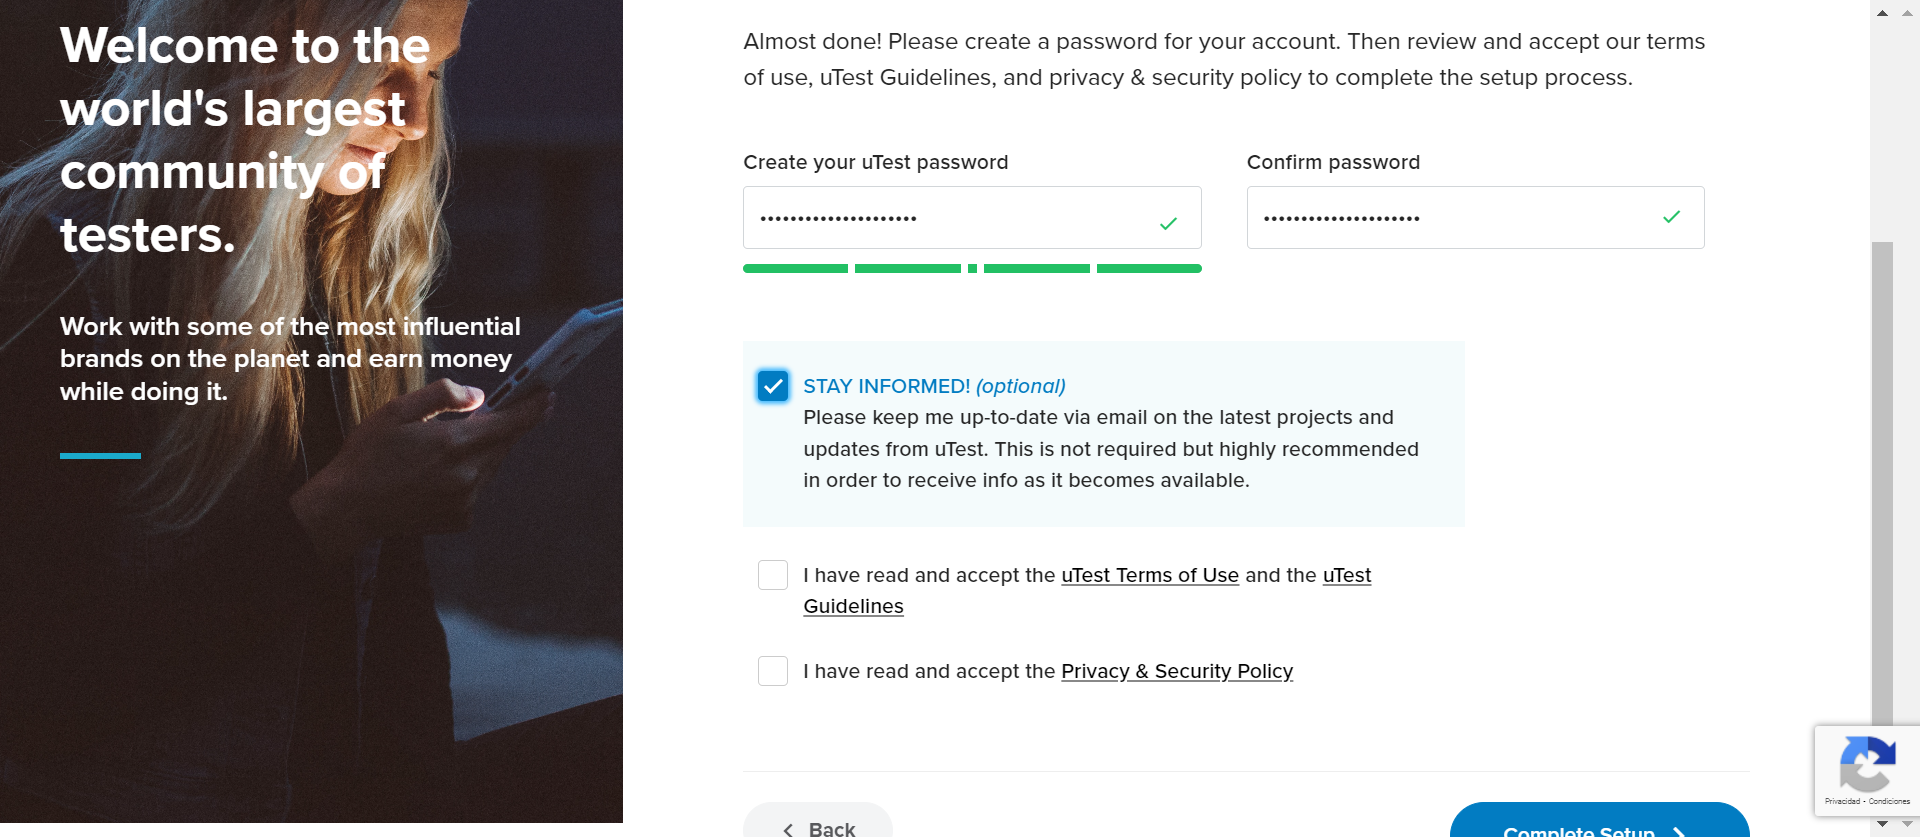 Welcome to the
world's largest
community of
testers.
Work with some of the most influential
brands on the planet and earn money
while doing it.
Almost done! Please create a password for your account. Then review and accept our terms
of use, uTest Guidelines, and privacy & security policy to complete the setup process.
Create your uTest password
Confirm password
•••••••••••••••••••••
•••••••••••••••••••••
STAY INFORMED! (optional)
Please keep me up-to-date via email on the latest projects and
updates from uTest. This is not required but highly recommended
in order to receive info as it becomes available.
I have read and accept the uTest Terms of Use and the uTest
Guidelines
I have read and accept the Privacy & Security Policy
Back
Complete Setup
Privacidad - Condiciones